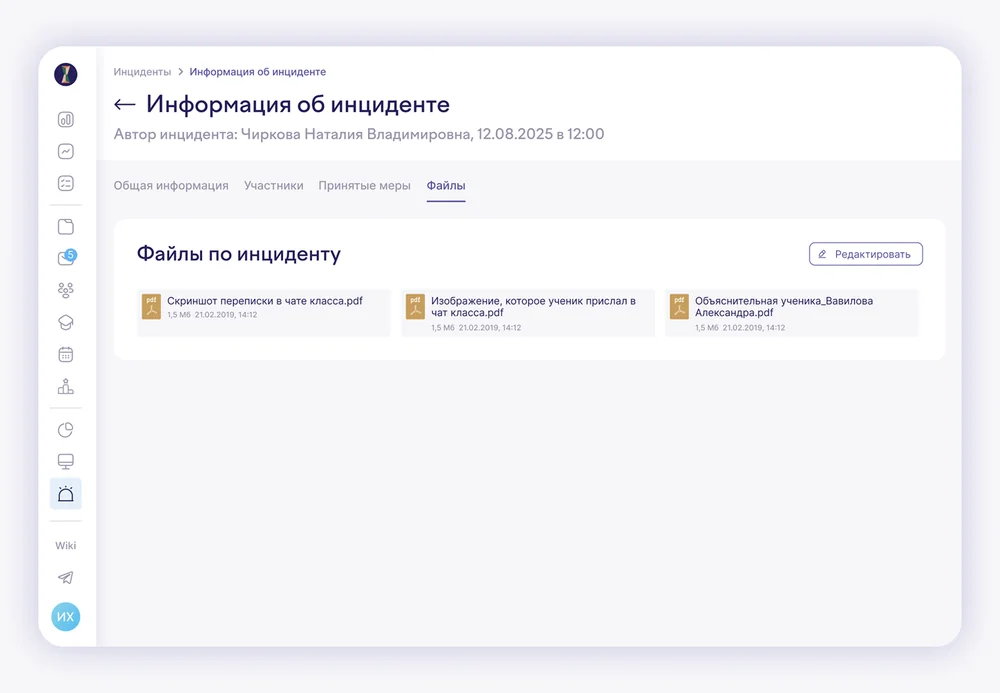 Инциденты > Информация об инциденте
← Информация об инциденте
Автор инцидента: Чиркова Наталия Владимировна, 12.08.2025 в 12:00
Общая информация Участники Принятые меры Файлы
Файлы по инциденту
Редактировать
pdf
Скриншот переписки в чате класса.pdf
1,5 Мб 21.02.2019, 14:12
pdf
Изображение, которое ученик прислал в
чат класса.pdf
1,5 Мб 21.02.2019, 14:12
pdf
Объяснительная ученика_Вавилова
Александра.pdf
1,5 Мб 21.02.2019, 14:12
5
Wiki
ИХ